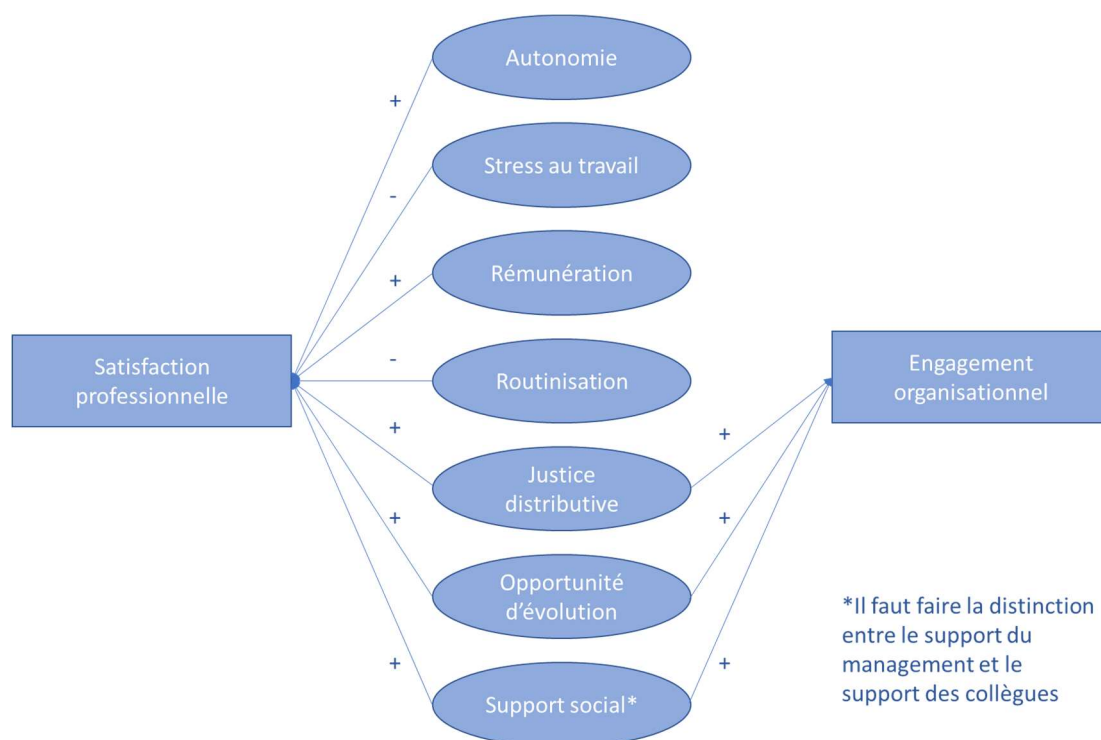 Autonomie
+
Stress au travail
-
Rémunération
+
Satisfaction
professionnelle
-
Routinisation
Engagement
organisationnel
+
Justice
distributive
+
+
Opportunité
d'évolution
+
*Il faut faire la distinction
entre le support du
management et le
support des collègues
+
Support social*
+